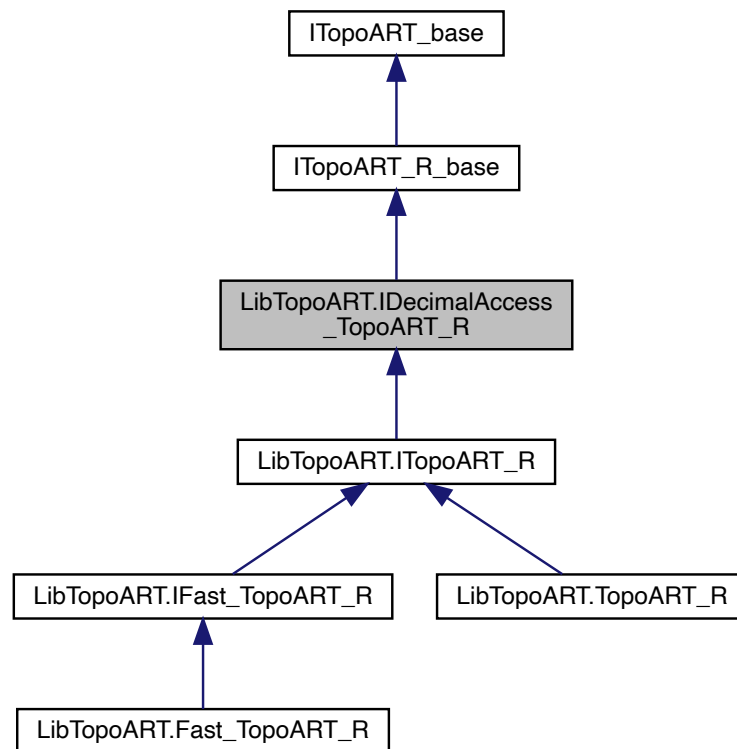 ITopoART_base
ITopoART_R_base
LibTopoART.IDecimalAccess
_TopoART_R
LibTopoART.ITopoART_R
LibTopoART.IFast_TopoART_R
LibTopoART.TopoART_R
LibTopoART.Fast_TopoART_R